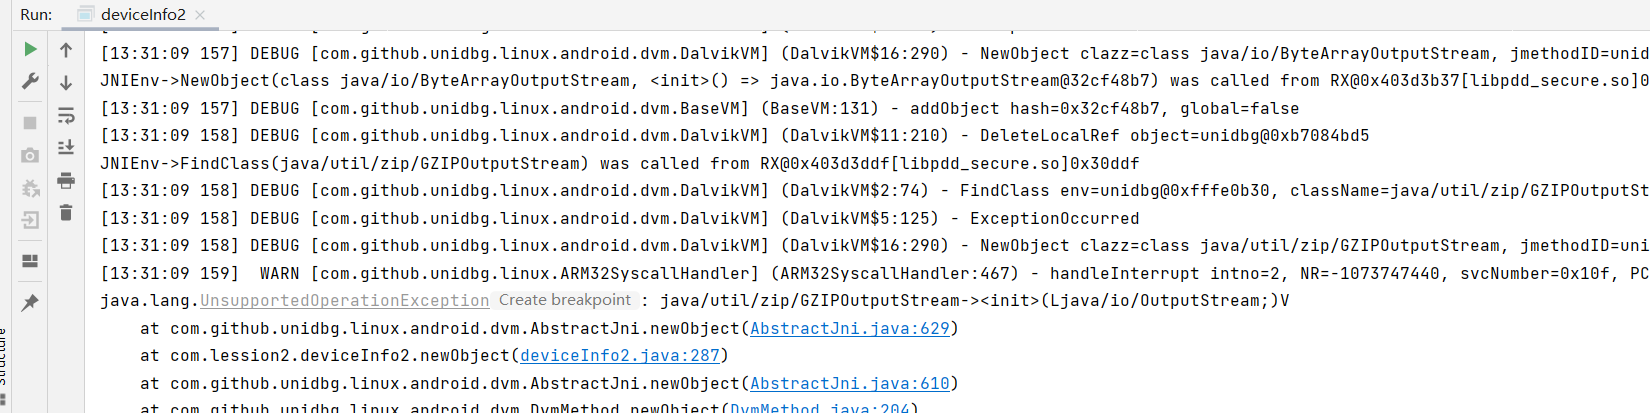 Run: deviceInfo2
[13:31:09 157] DEBUG [com.github.unidbg.linux.android.dvm.DalvikVM] (DalvikVM$16:290) - NewObject clazz=class java/io/ByteArrayOutputStream, jmethodID=unid
JNIEnv->NewObject(class java/io/ByteArrayOutputStream, <init>() => java.io.ByteArrayOutputStream@32cf48b7) was called from RX@0x403d3b37[libpdd_secure.so]0
[13:31:09 157] DEBUG [com.github.unidbg.linux.android.dvm.BaseVM] (BaseVM:131) - addObject hash=0x32cf48b7, global=false
[13:31:09 158] DEBUG [com.github.unidbg.linux.android.dvm.DalvikVM] (DalvikVM$11:210) - DeleteLocalRef object=unidbg@0xb7084bd5
JNIEnv->FindClass(java/util/zip/GZIPOutputStream) was called from RX@0x403d3ddf[libpdd_secure.so]0x30ddf
[13:31:09 158] DEBUG [com.github.unidbg.linux.android.dvm.DalvikVM] (DalvikVM$2:74) - FindClass env=unidbg@0xfffe0b30, className=java/util/zip/GZIPOutputSt
[13:31:09 158] DEBUG [com.github.unidbg.linux.android.dvm.DalvikVM] (DalvikVM$5:125) - ExceptionOccurred
[13:31:09 158] DEBUG [com.github.unidbg.linux.android.dvm.DalvikVM] (DalvikVM$16:290) - NewObject clazz=class java/util/zip/GZIPOutputStream, jmethodID=uni
[13:31:09 159]  WARN [com.github.unidbg.linux.ARM32SyscallHandler] (ARM32SyscallHandler:467) - handleInterrupt intno=2, NR=-1073747440, svcNumber=0x10f, PC
java.lang.UnsupportedOperationException Create breakpoint : java/util/zip/GZIPOutputStream-><init>(Ljava/io/OutputStream;)V
at com.github.unidbg.linux.android.dvm.AbstractJni.newObject(AbstractJni.java:629)
at com.lession2.deviceInfo2.newObject(deviceInfo2.java:287)
at com.github.unidbg.linux.android.dvm.AbstractJni.newObject(AbstractJni.java:610)
at com.github.unidbg.linux.android.dvm.DvmMethod.newObject(DvmMethod.java:204)
Structure